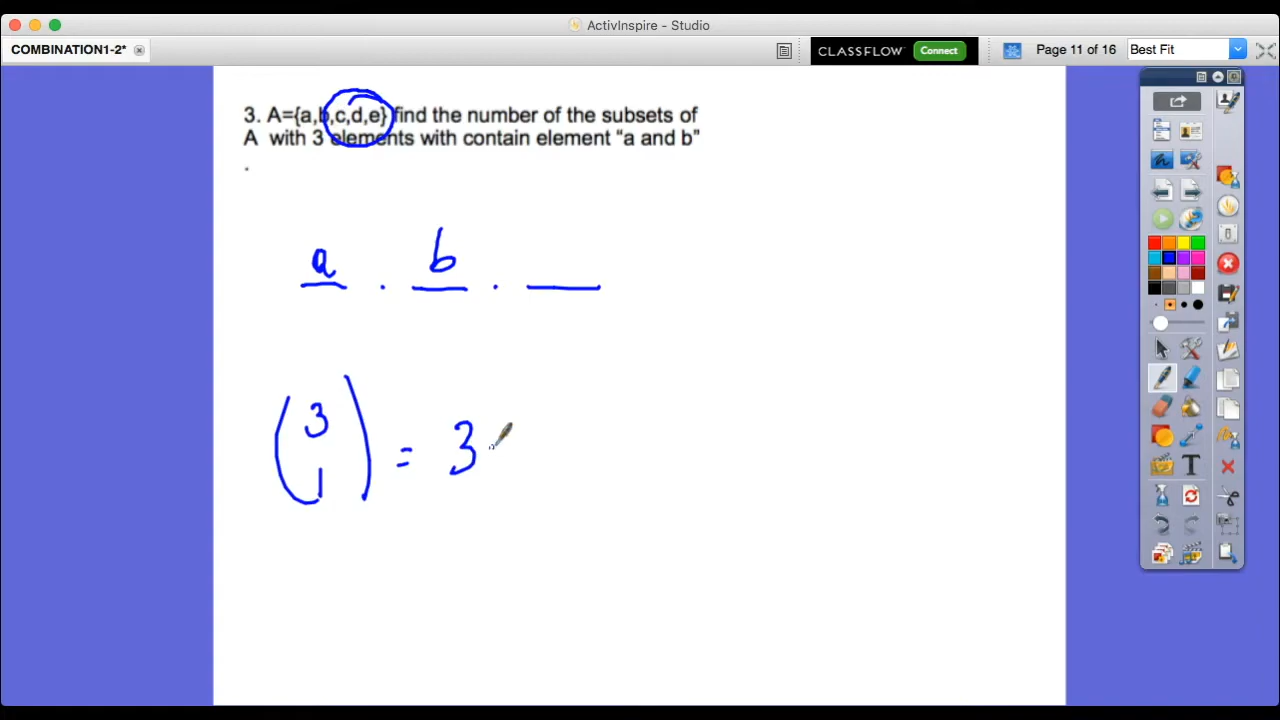 ActivInspire - Studio
COMBINATION1-2*
CLASSFLOW Connect
Page 11 of 16
Best Fit
3. A={a,b,c,d,e} find the number of the subsets of
A with 3 elements with contain element “a and b”
.
a . b .
(3
1) = 3